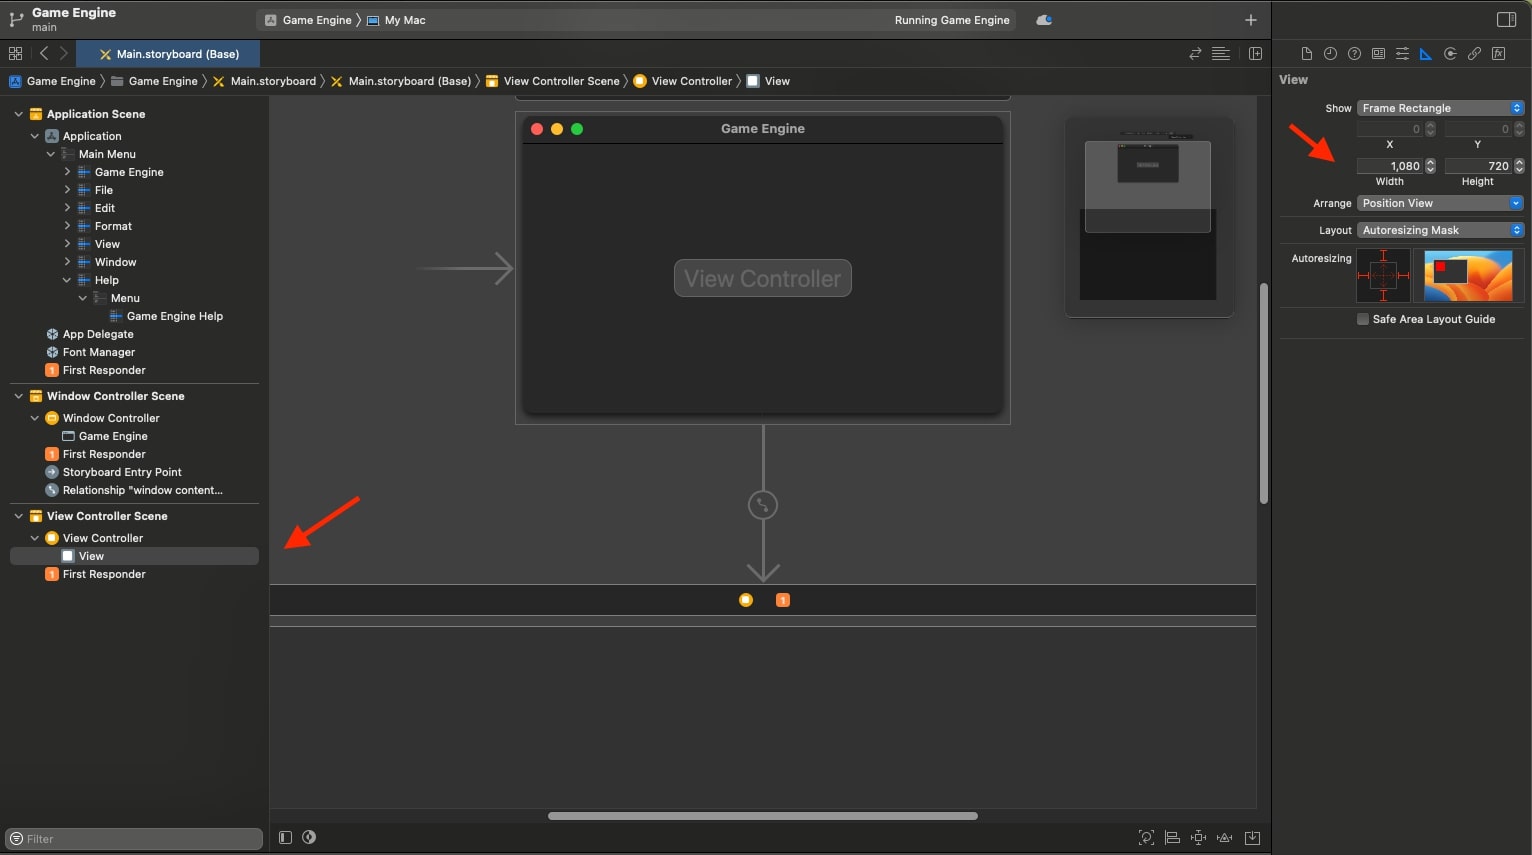 Game Engine
main
Game Engine
My Mac
Running Game Engine
Main.storyboard (Base)
Game Engine
Game Engine
Main.storyboard
Main.storyboard (Base)
View Controller Scene
View Controller
View
Application Scene
Application
Main Menu
Game Engine
File
Edit
Format
View
Window
Help
Menu
Game Engine Help
App Delegate
Font Manager
1 First Responder
Window Controller Scene
Window Controller
Game Engine
1 First Responder
Storyboard Entry Point
Relationship "window content...
View Controller Scene
View Controller
View
1 First Responder
Filter
Game Engine
View Controller
1
View
Show Frame Rectangle
0 0
X Y
1,080 720
Width Height
Arrange Position View
Layout Autoresizing Mask
Autoresizing
Safe Area Layout Guide